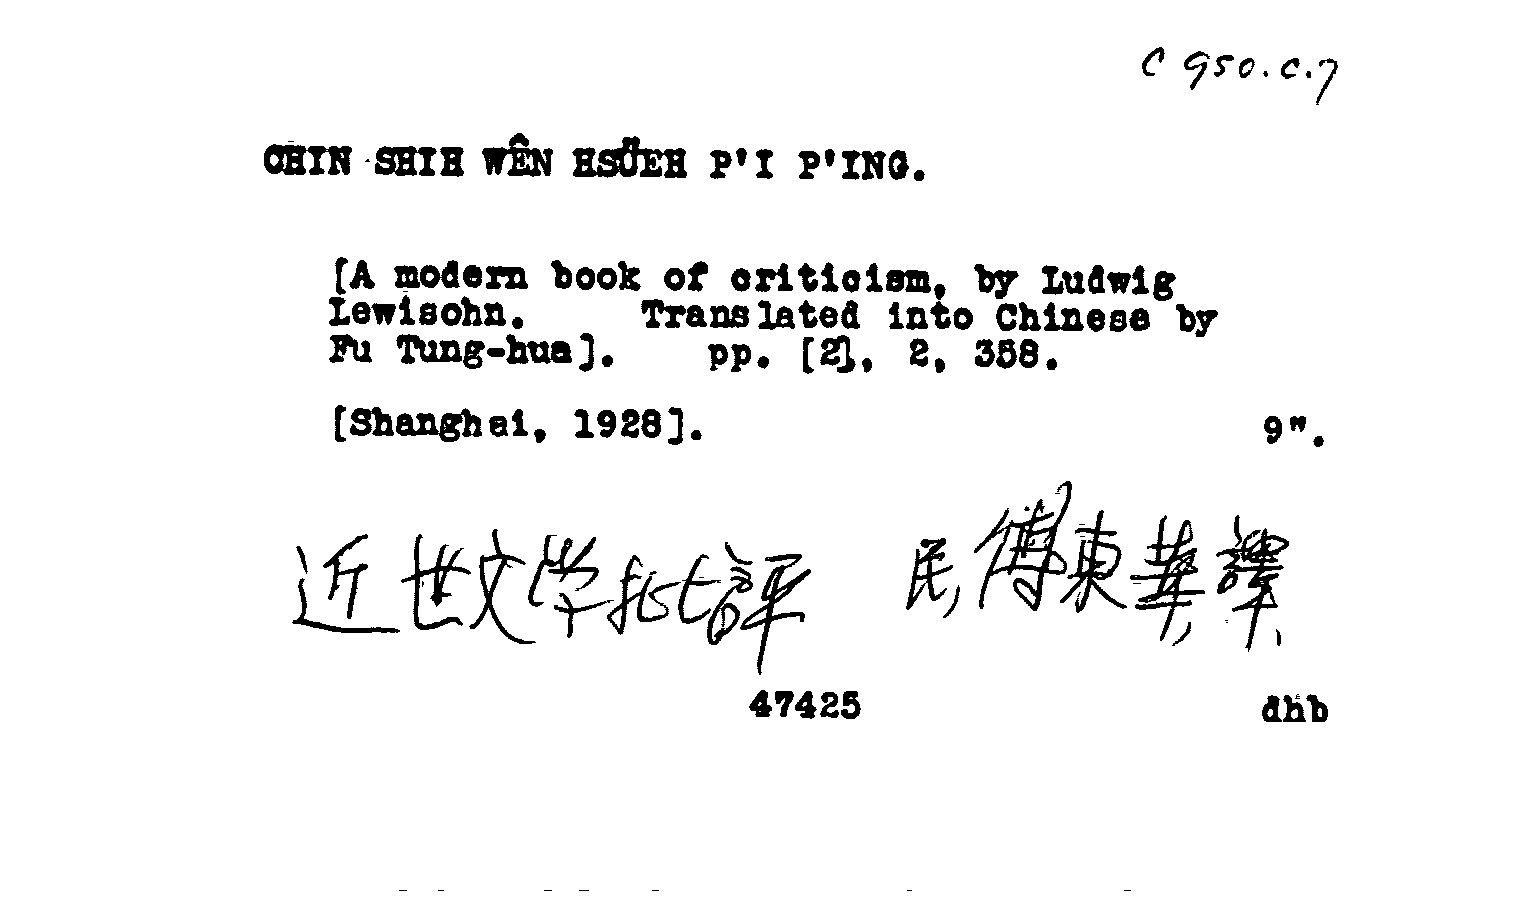 C 950.c.7
CHIN SHIH WÊN HSÜEH P'I P'ING.
[A modern book of criticism, by Ludwig
Lewisohn. Translated into Chinese by
Fu Tung-hua]. pp. [2], 2, 358.
[Shanghai, 1928]. 9".
近世文学批評 民, 傅東華譯
47425 dhb